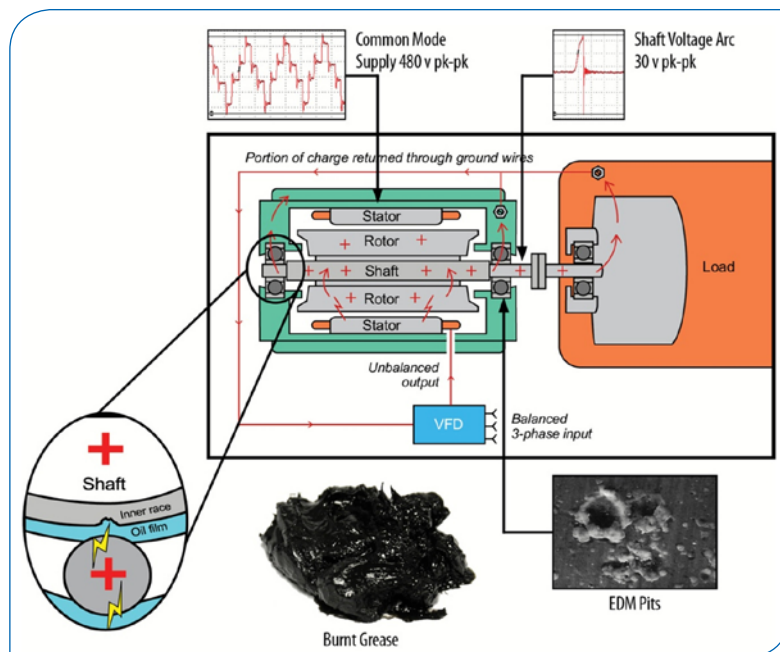 Common Mode
Supply 480 v pk-pk
Shaft Voltage Arc
30 v pk-pk
Portion of charge returned through ground wires
Stator
Rotor
Shaft
Rotor
Stator
Load
Unbalanced
output
VFD
Balanced
3-phase input
Shaft
Inner race
Oil film
Burnt Grease
EDM Pits